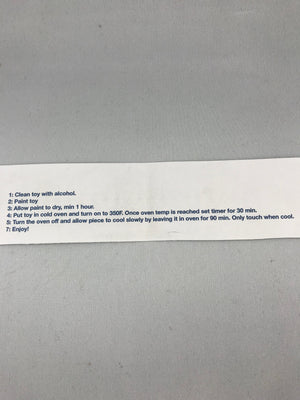 1: Clean toy with alcohol.
2: Paint toy
3: Allow paint to dry, min 1 hour.
4: Put toy in cold oven and turn on to 350F. Once oven temp is reached set timer for 30 min.
5: Turn the oven off and allow piece to cool slowly by leaving it in oven for 90 min. Only touch when cool.
7: Enjoy!